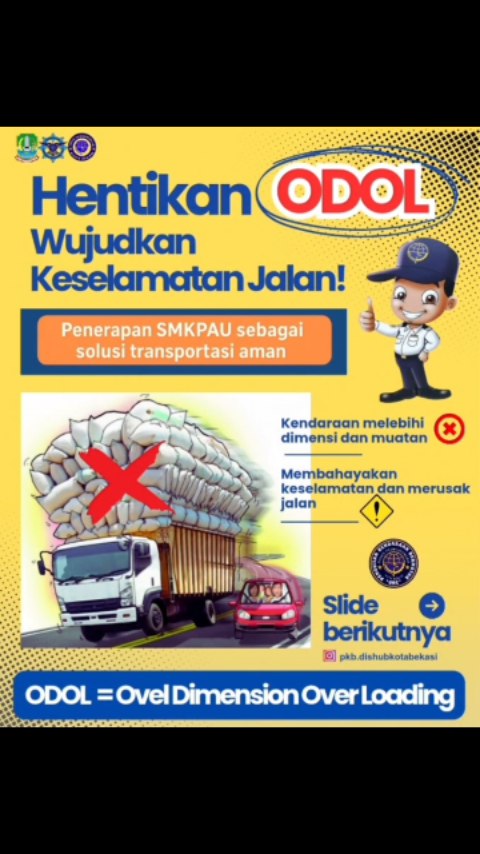 Hentikan ODOL
Wujudkan
Keselamatan Jalan!
Penerapan SMKPAU sebagai
solusi transportasi aman
Kendaraan melebihi
dimensi dan muatan
Membahayakan
keselamatan dan merusak
jalan
Slide
berikutnya
pkb.dishubkotabekasi
ODOL = Ovel Dimension Over Loading